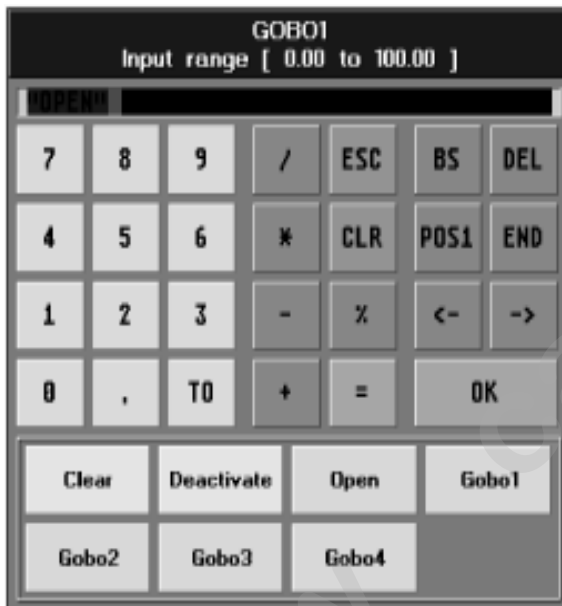 GOBO1
Input range [ 0.00 to 100.00 ]
"OPEN"
7 8 9 / ESC BS DEL
4 5 6 * CLR POS1 END
1 2 3 - % <- ->
0 , TO + = OK
Clear Deactivate Open Gobo1
Gobo2 Gobo3 Gobo4